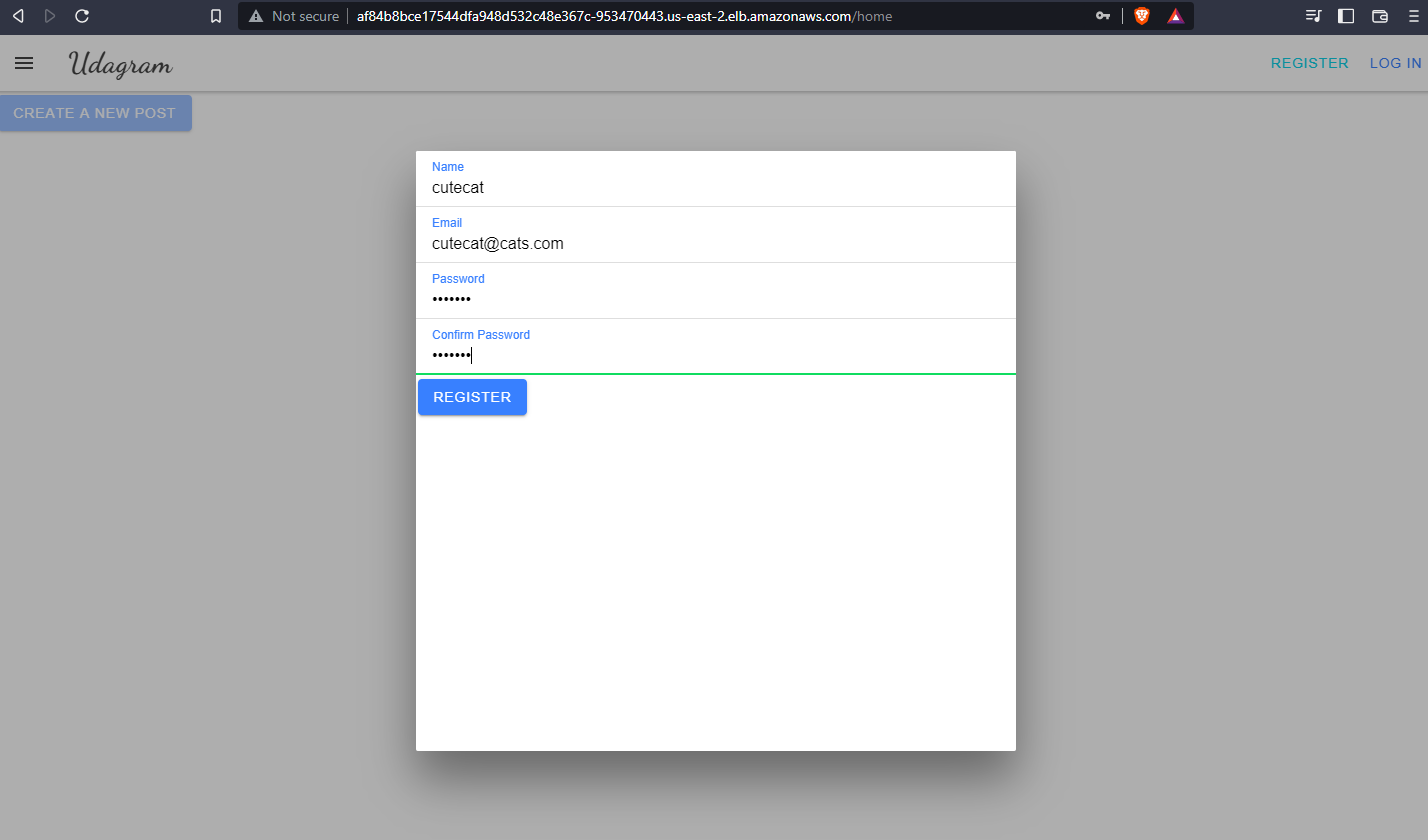 Not secure af84b8bce17544dfa948d532c48e367c-953470443.us-east-2.elb.amazonaws.com/home
Udagram REGISTER LOG IN
CREATE A NEW POST
Name
cutecat
Email
cutecat@cats.com
Password
•••••••
Confirm Password
•••••••
REGISTER